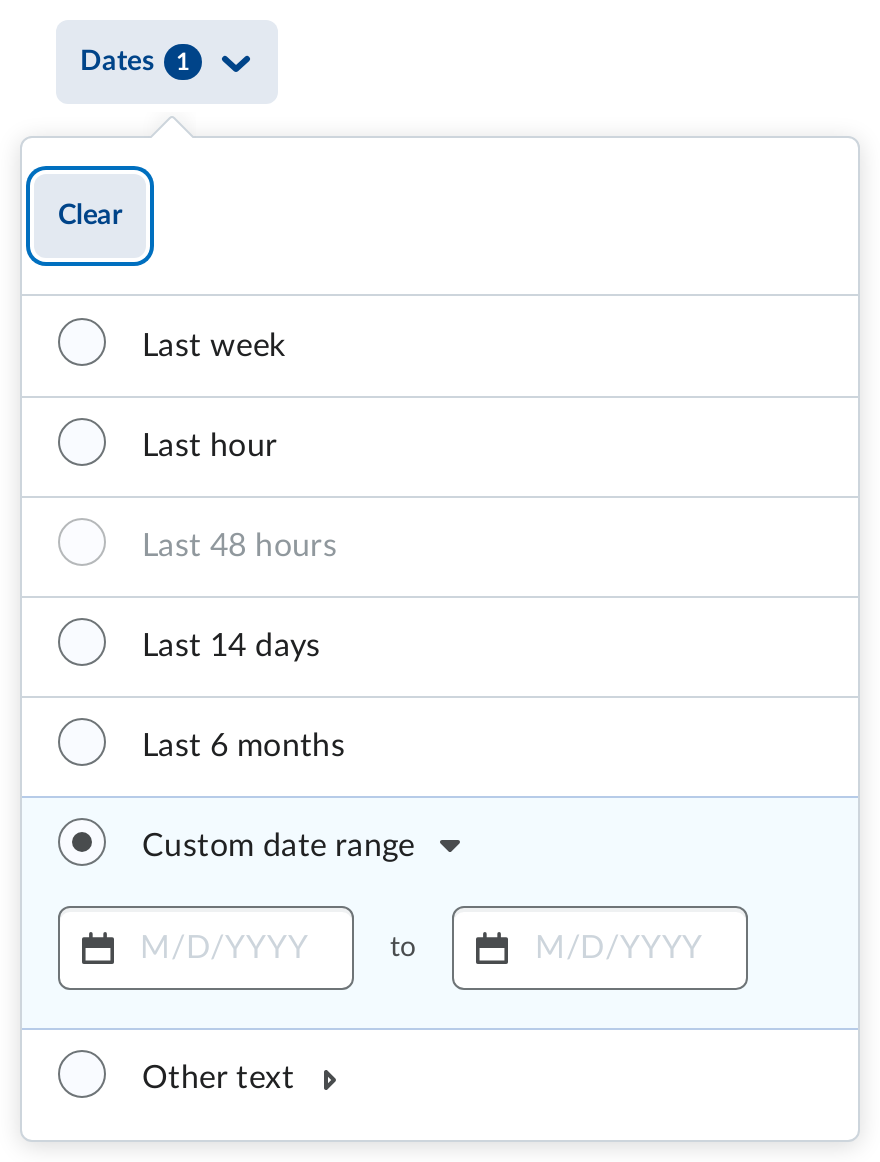 Dates 1
Clear
Last week
Last hour
Last 48 hours
Last 14 days
Last 6 months
Custom date range
M/D/YYYY to M/D/YYYY
Other text